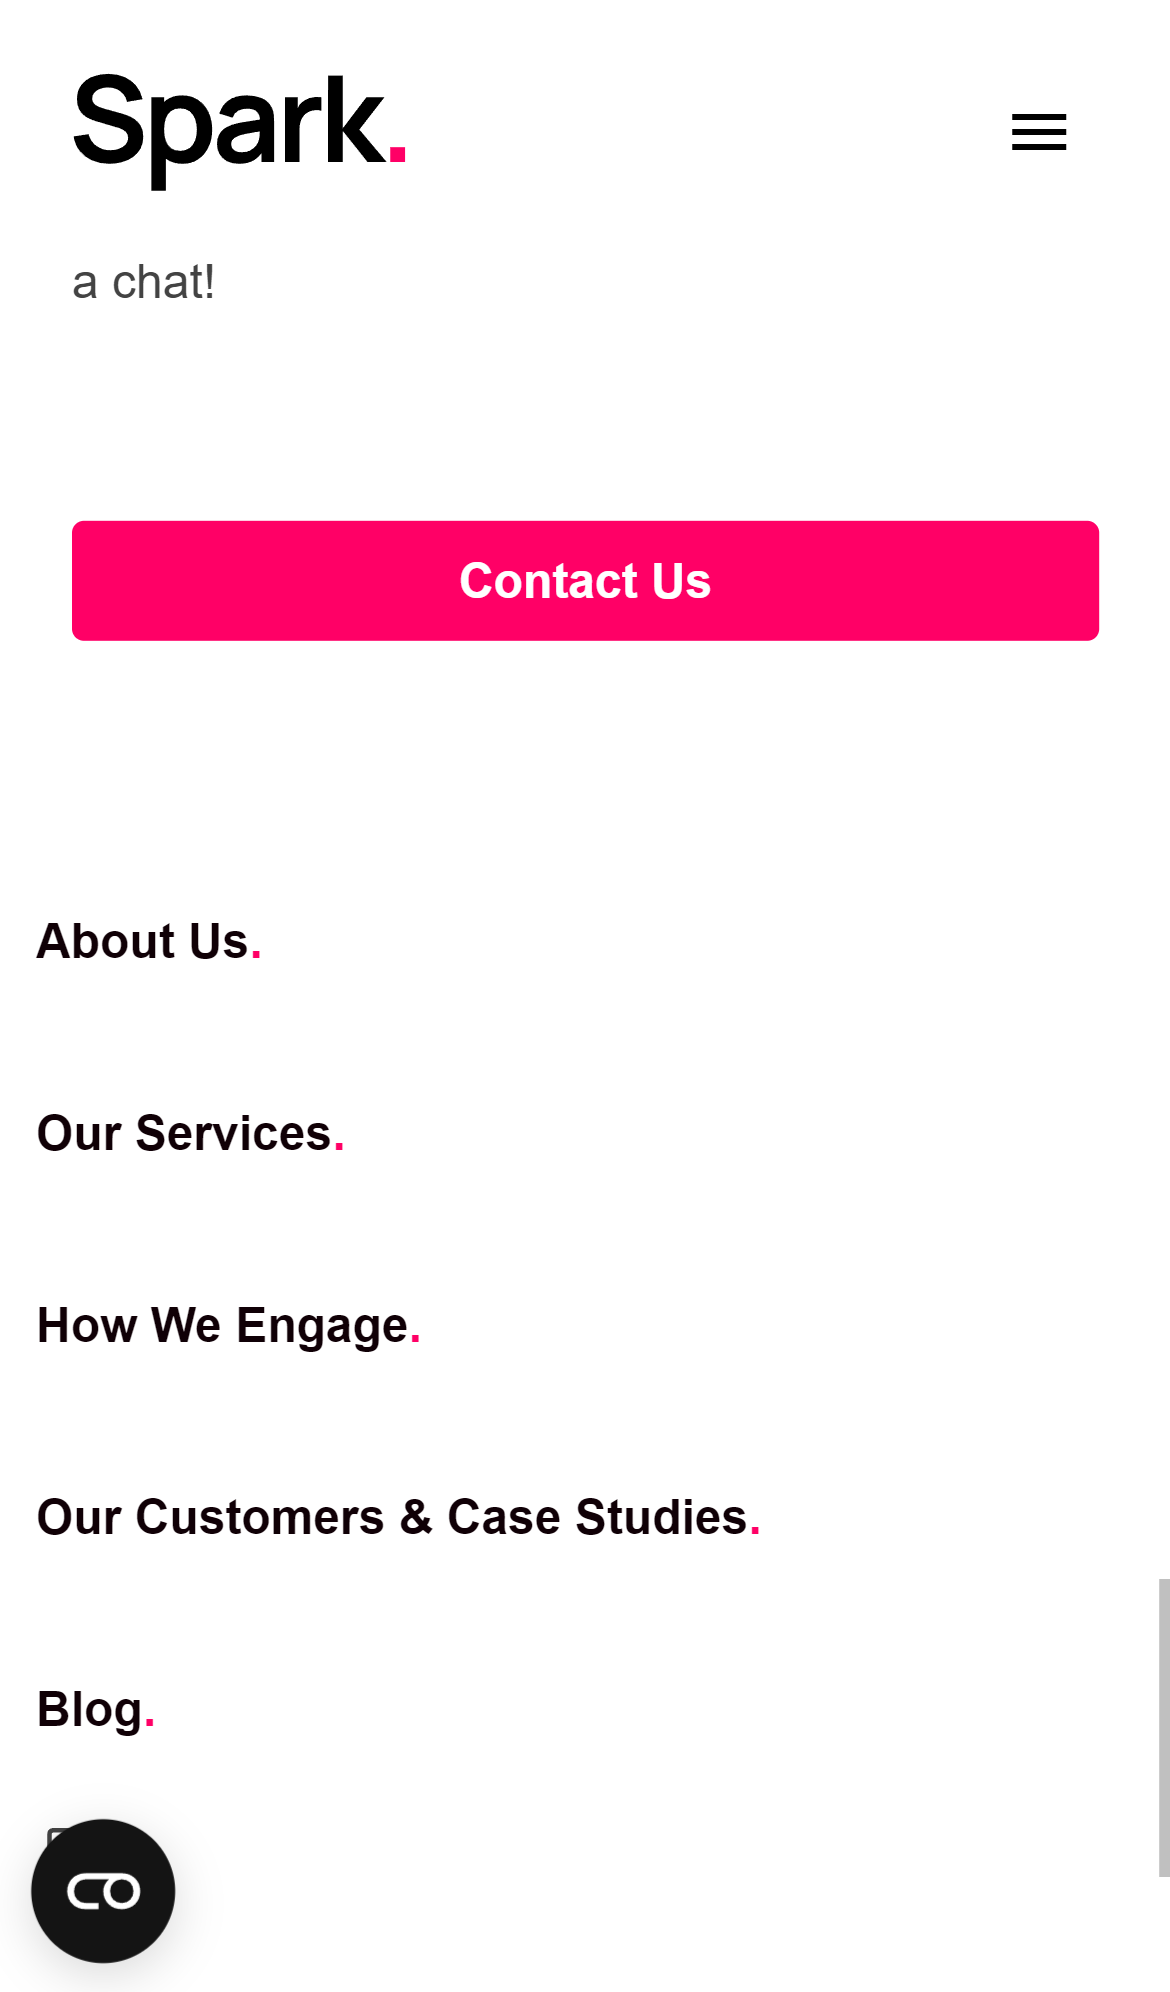 Spark.
a chat!
Contact Us
About Us.
Our Services.
How We Engage.
Our Customers & Case Studies.
Blog.